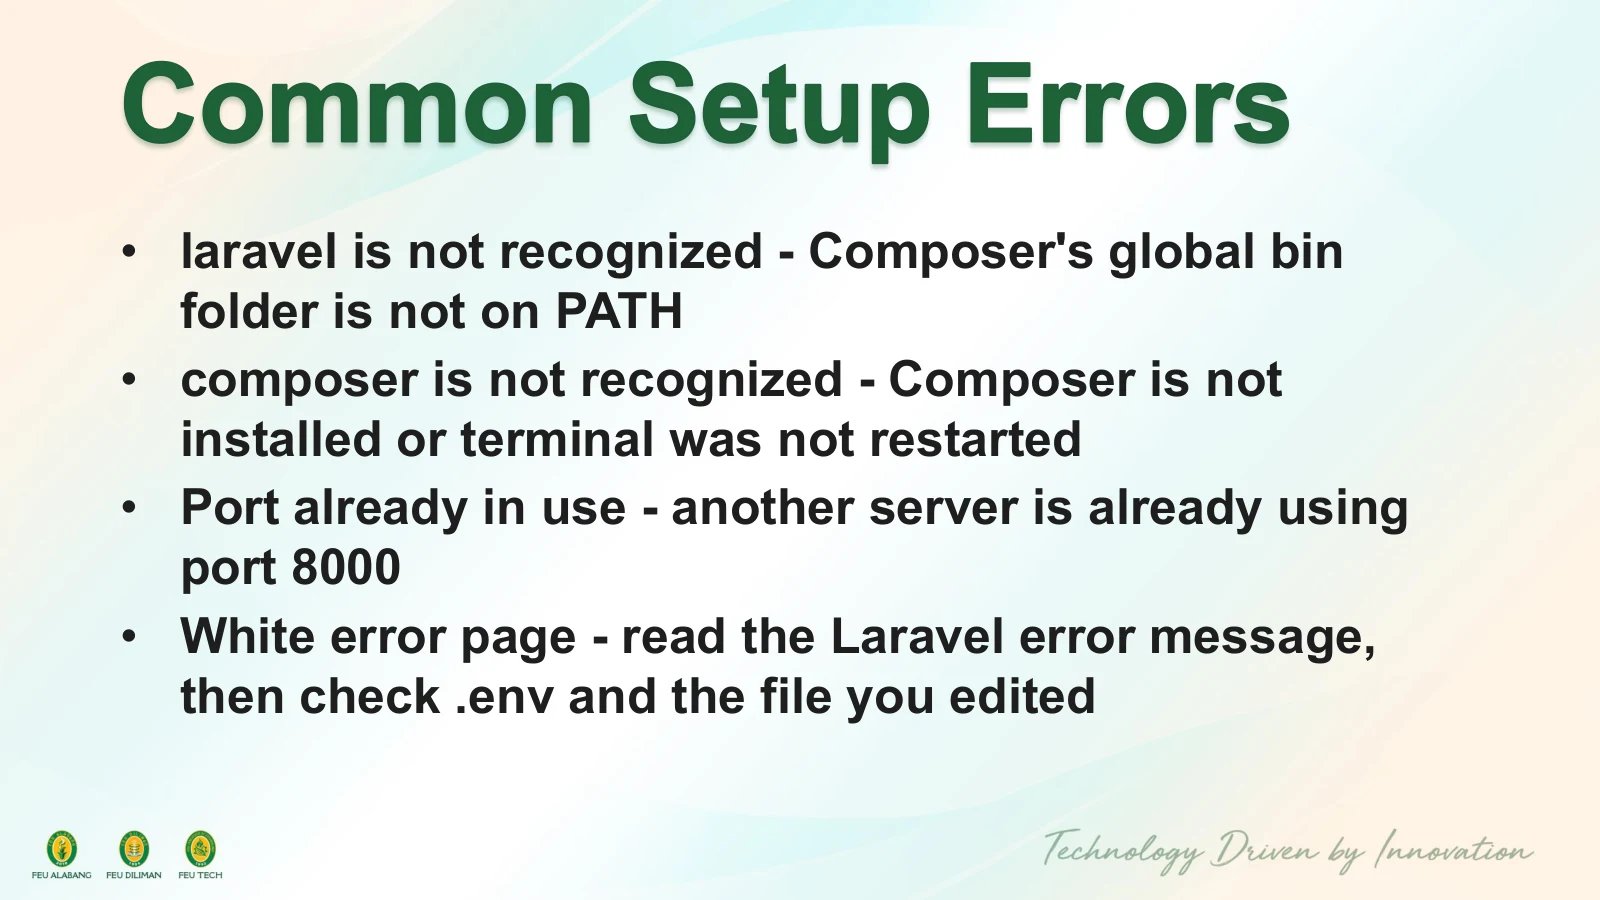 Common Setup Errors
• laravel is not recognized - Composer's global bin
folder is not on PATH
• composer is not recognized - Composer is not
installed or terminal was not restarted
• Port already in use - another server is already using
port 8000
• White error page - read the Laravel error message,
then check .env and the file you edited
FEU ALABANG FEU DILIMAN FEU TECH
Technology Driven by Innovation